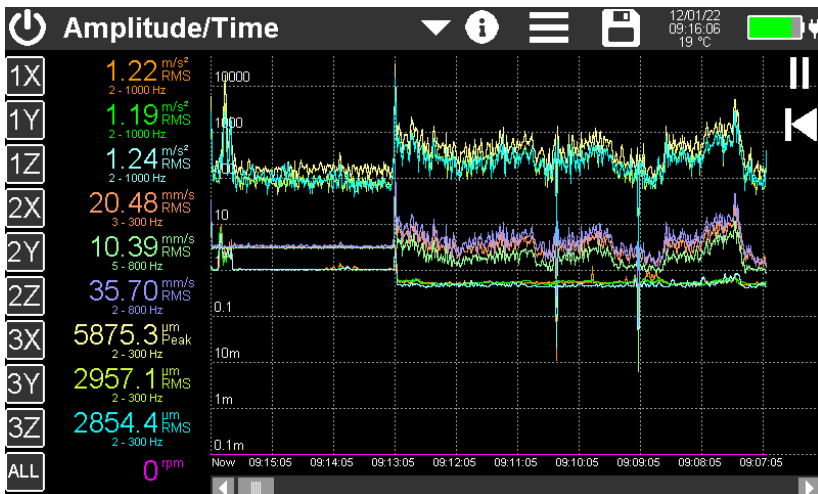 Amplitude/Time
i
12/01/22
09:16:06
19 °C
1X 1.22 m/s² RMS
2 - 1000 Hz
1Y 1.19 m/s² RMS
2 - 1000 Hz
1Z 1.24 m/s² RMS
2 - 1000 Hz
2X 20.48 mm/s RMS
3 - 300 Hz
2Y 10.39 mm/s RMS
5 - 800 Hz
2Z 35.70 mm/s RMS
2 - 800 Hz
3X 5875.3 µm Peak
2 - 300 Hz
3Y 2957.1 µm RMS
2 - 300 Hz
3Z 2854.4 µm RMS
2 - 300 Hz
ALL 0 rpm
10000
1000
100
10
0.1
10m
1m
0.1m
Now 09:15:05 09:14:05 09:13:05 09:12:05 09:11:05 09:10:05 09:09:05 09:08:05 09:07:05